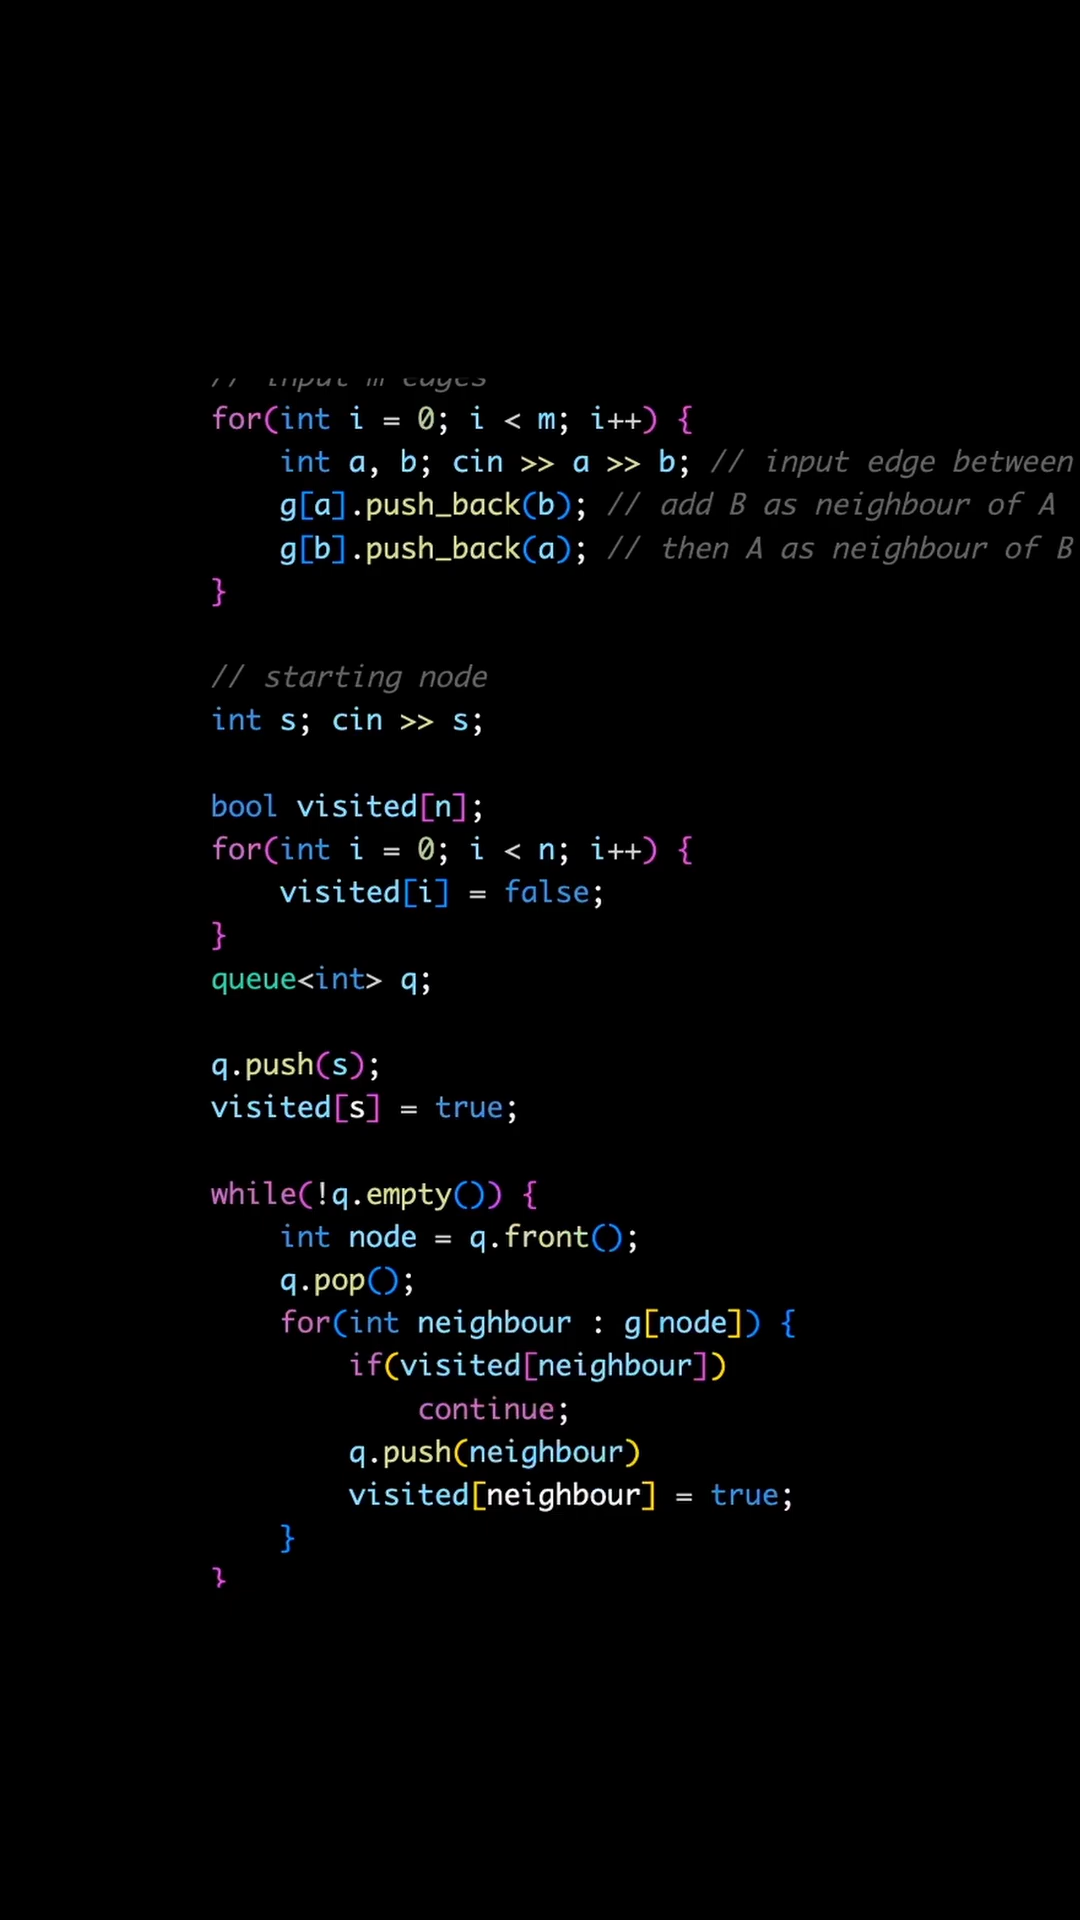 // input m edges
for(int i = 0; i < m; i++) {
    int a, b; cin >> a >> b; // input edge between
    g[a].push_back(b); // add B as neighbour of A
    g[b].push_back(a); // then A as neighbour of B
}

// starting node
int s; cin >> s;

bool visited[n];
for(int i = 0; i < n; i++) {
    visited[i] = false;
}
queue<int> q;

q.push(s);
visited[s] = true;

while(!q.empty()) {
    int node = q.front();
    q.pop();
    for(int neighbour : g[node]) {
        if(visited[neighbour])
            continue;
        q.push(neighbour)
        visited[neighbour] = true;
    }
}